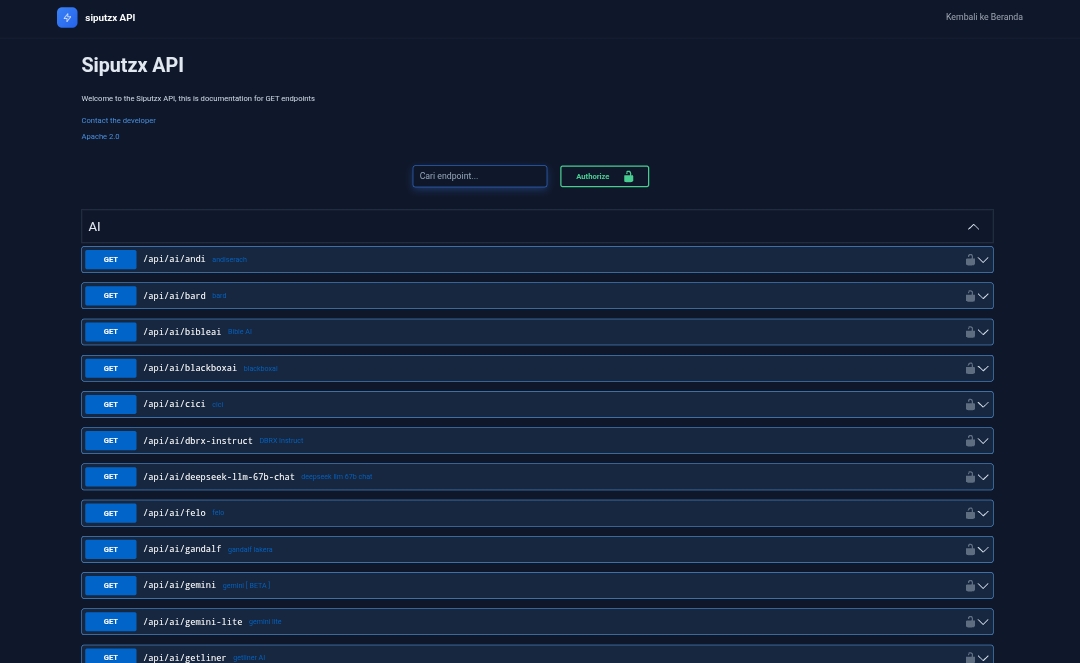 siputzx API
Kembali ke Beranda
Siputzx API
Welcome to the Siputzx API, this is documentation for GET endpoints
Contact the developer
Apache 2.0
Cari endpoint...
Authorize
AI
GET /api/ai/andi andisearch
GET /api/ai/bard bard
GET /api/ai/bibleai Bible AI
GET /api/ai/blackboxai blackboxai
GET /api/ai/cici cici
GET /api/ai/dbrx-instruct DBRX Instruct
GET /api/ai/deepseek-llm-67b-chat deepseek llm 67b chat
GET /api/ai/felo felo
GET /api/ai/gandalf gandalf lakera
GET /api/ai/gemini gemini [ BETA ]
GET /api/ai/gemini-lite gemini lite
GET /api/ai/getliner getliner AI